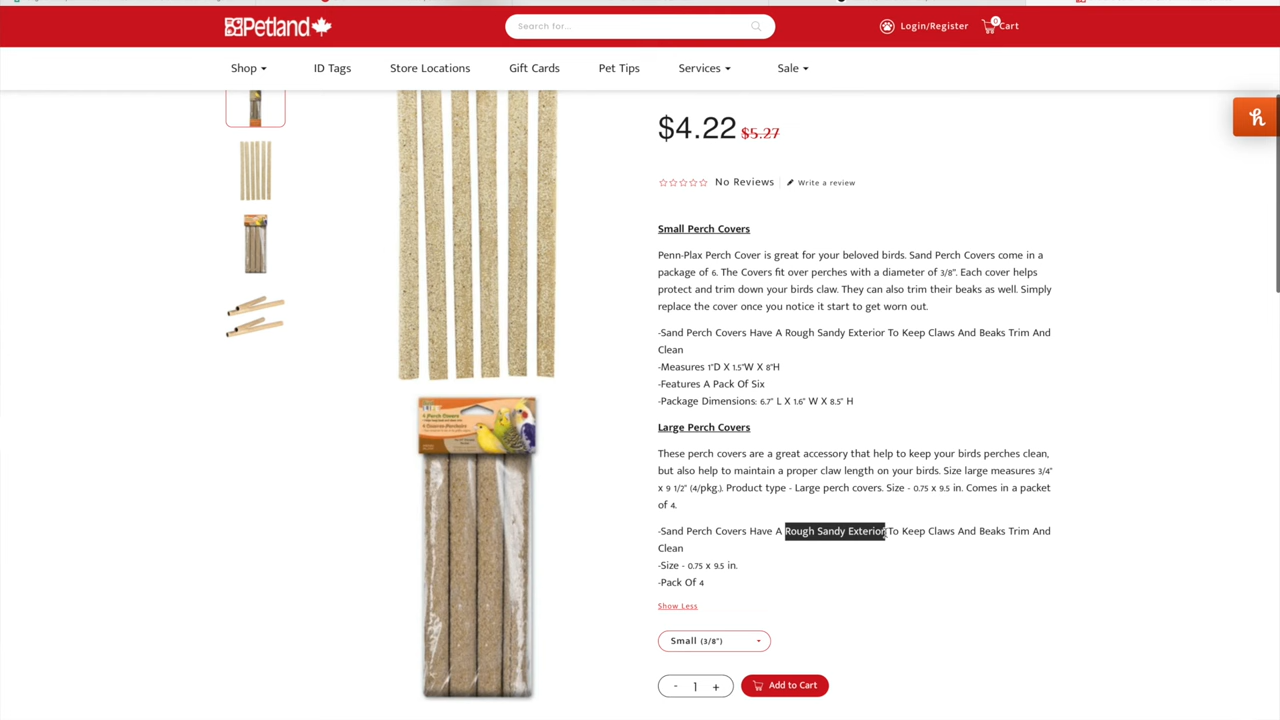 Petland
Search for...
Login/Register
0
Cart
Shop
ID Tags
Store Locations
Gift Cards
Pet Tips
Services
Sale
$4.22 $5.27
No Reviews
Write a review
Small Perch Covers
Penn-Plax Perch Cover is great for your beloved birds. Sand Perch Covers come in a
package of 6. The Covers fit over perches with a diameter of 3/8". Each cover helps
protect and trim down your birds claw. They can also trim their beaks as well. Simply
replace the cover once you notice it start to get worn out.
-Sand Perch Covers Have A Rough Sandy Exterior To Keep Claws And Beaks Trim And
Clean
-Measures 1"D X 1.5"W X 8"H
-Features A Pack Of Six
-Package Dimensions: 6.7" L X 1.6" W X 8.5" H
Large Perch Covers
These perch covers are a great accessory that help to keep your birds perches clean,
but also help to maintain a proper claw length on your birds. Size large measures 3/4"
x 9 1/2" (4/pkg.). Product type - Large perch covers. Size - 0.75 x 9.5 in. Comes in a packet
of 4.
-Sand Perch Covers Have A Rough Sandy Exterior To Keep Claws And Beaks Trim And
Clean
-Size - 0.75 x 9.5 in.
-Pack Of 4
Show Less
Small (3/8")
- 1 +
Add to Cart
h